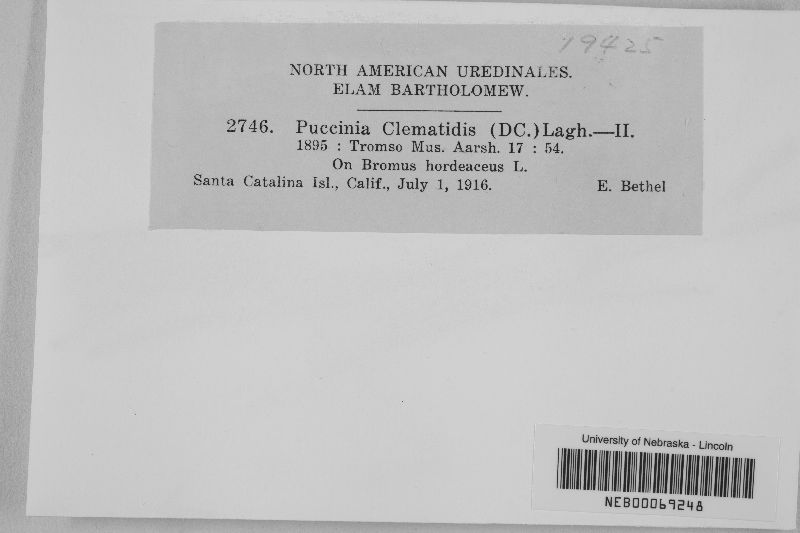 19425
NORTH AMERICAN UREDINALES.
ELAM BARTHOLOMEW.
2746. Puccinia Clematidis (DC.) Lagh.—II.
1895 : Tromso Mus. Aarsh. 17 : 54.
On Bromus hordeaceus L.
Santa Catalina Isl., Calif., July 1, 1916. E. Bethel
University of Nebraska - Lincoln
NEB00069248